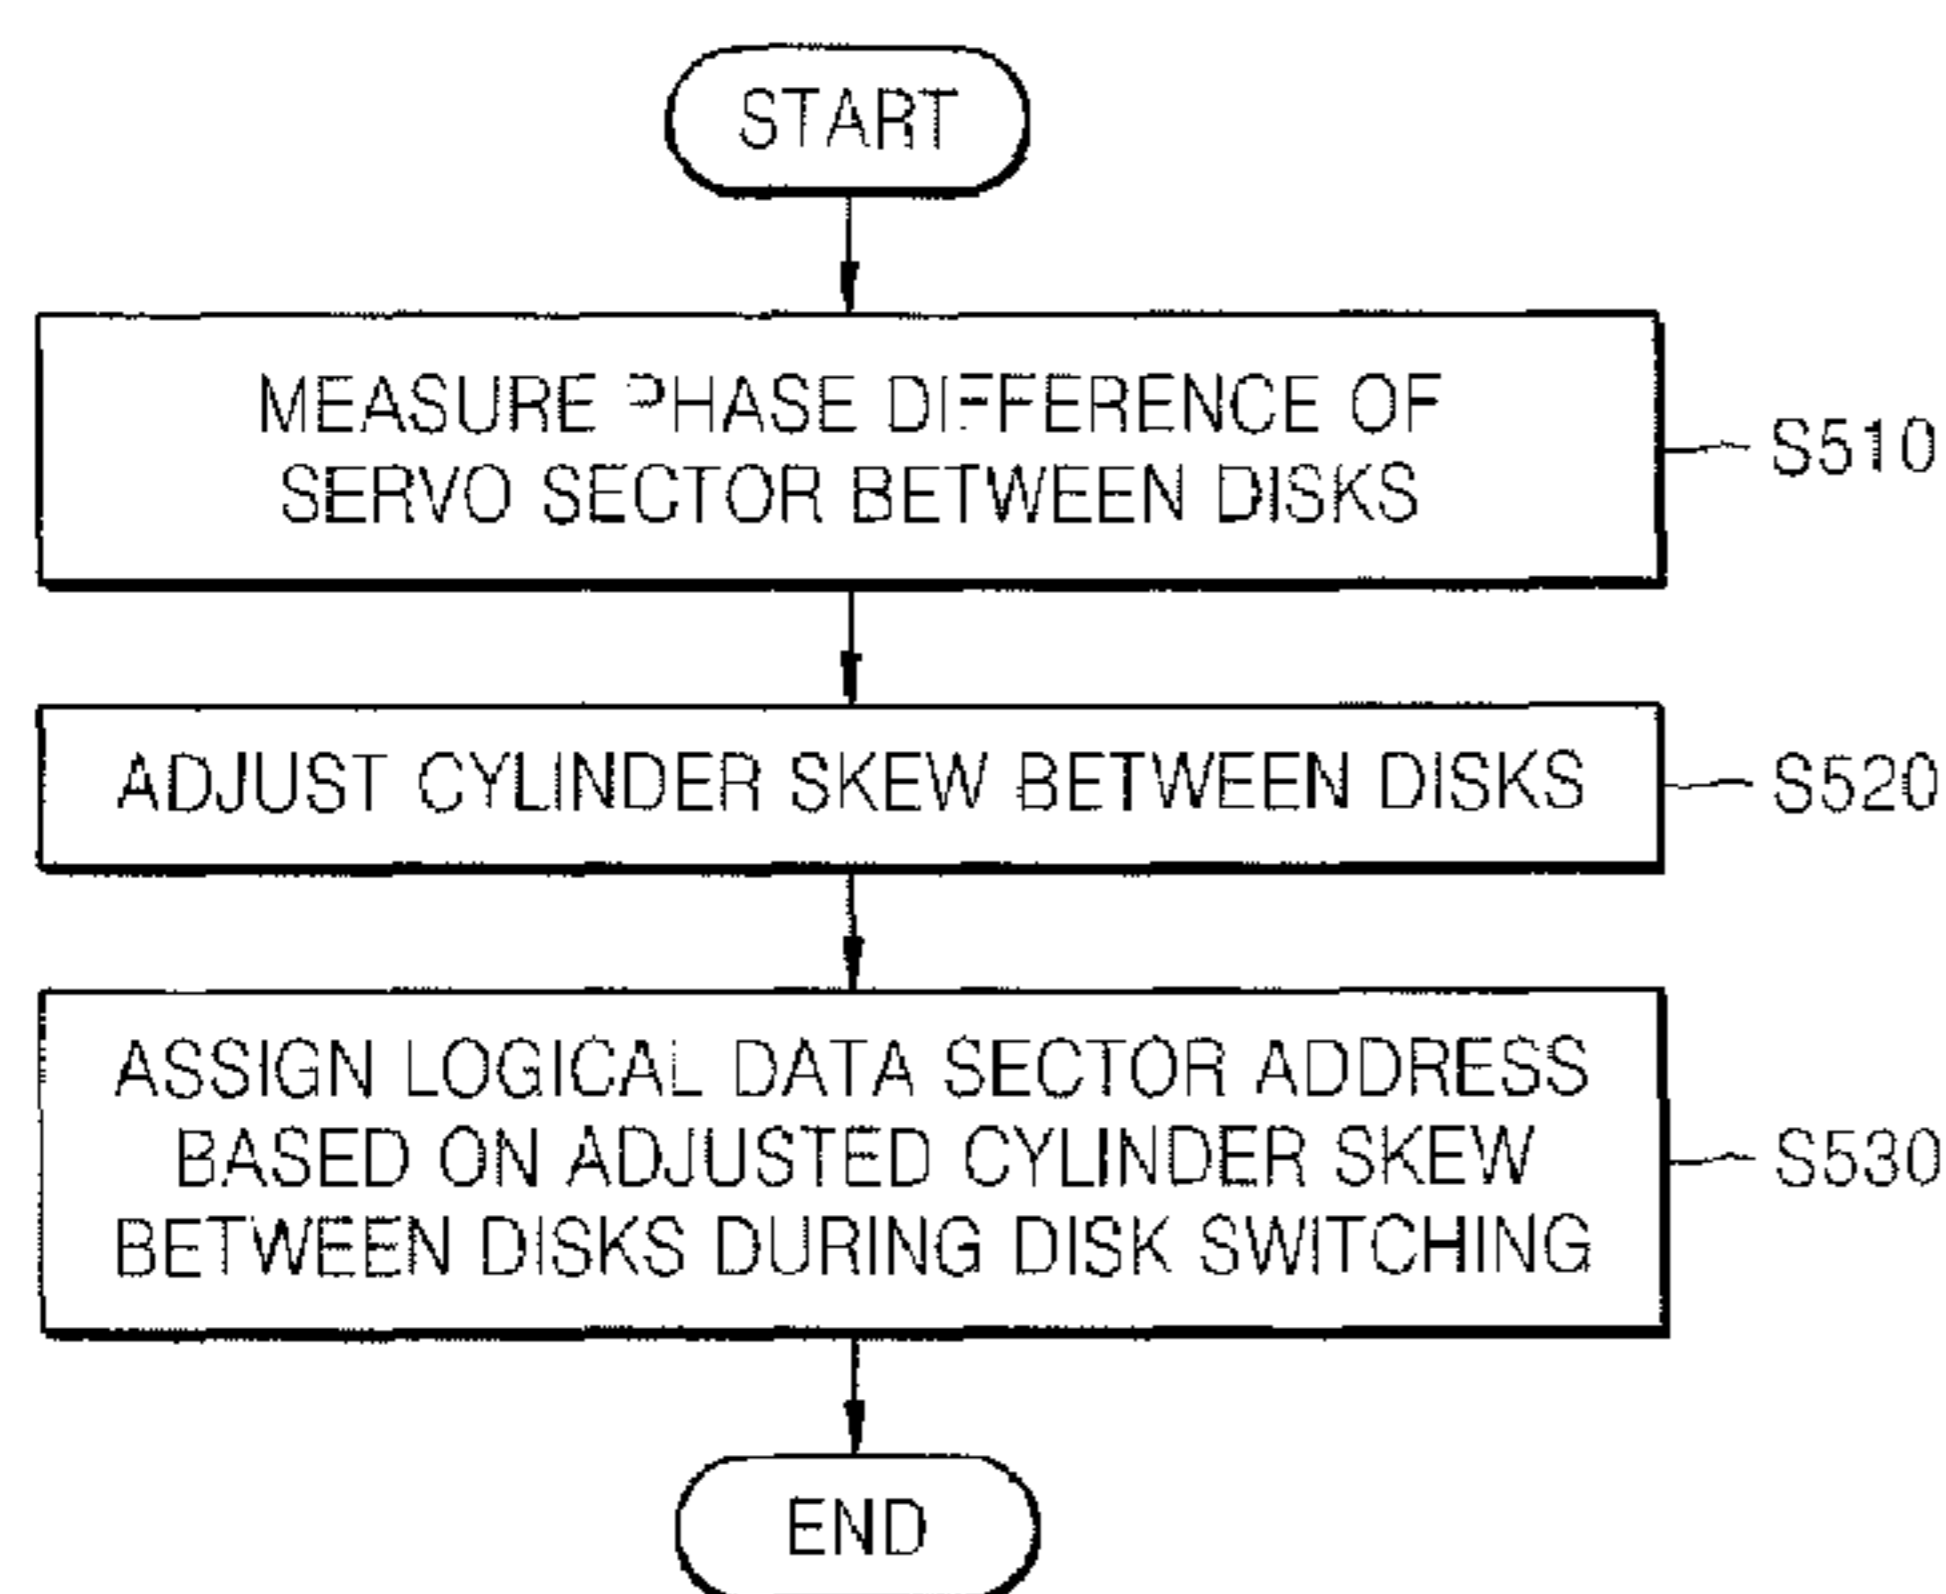 START
MEASURE PHASE DIFFERENCE OF
SERVO SECTOR BETWEEN DISKS
S510
ADJUST CYLINDER SKEW BETWEEN DISKS
S520
ASSIGN LOGICAL DATA SECTOR ADDRESS
BASED ON ADJUSTED CYLINDER SKEW
BETWEEN DISKS DURING DISK SWITCHING
S530
END